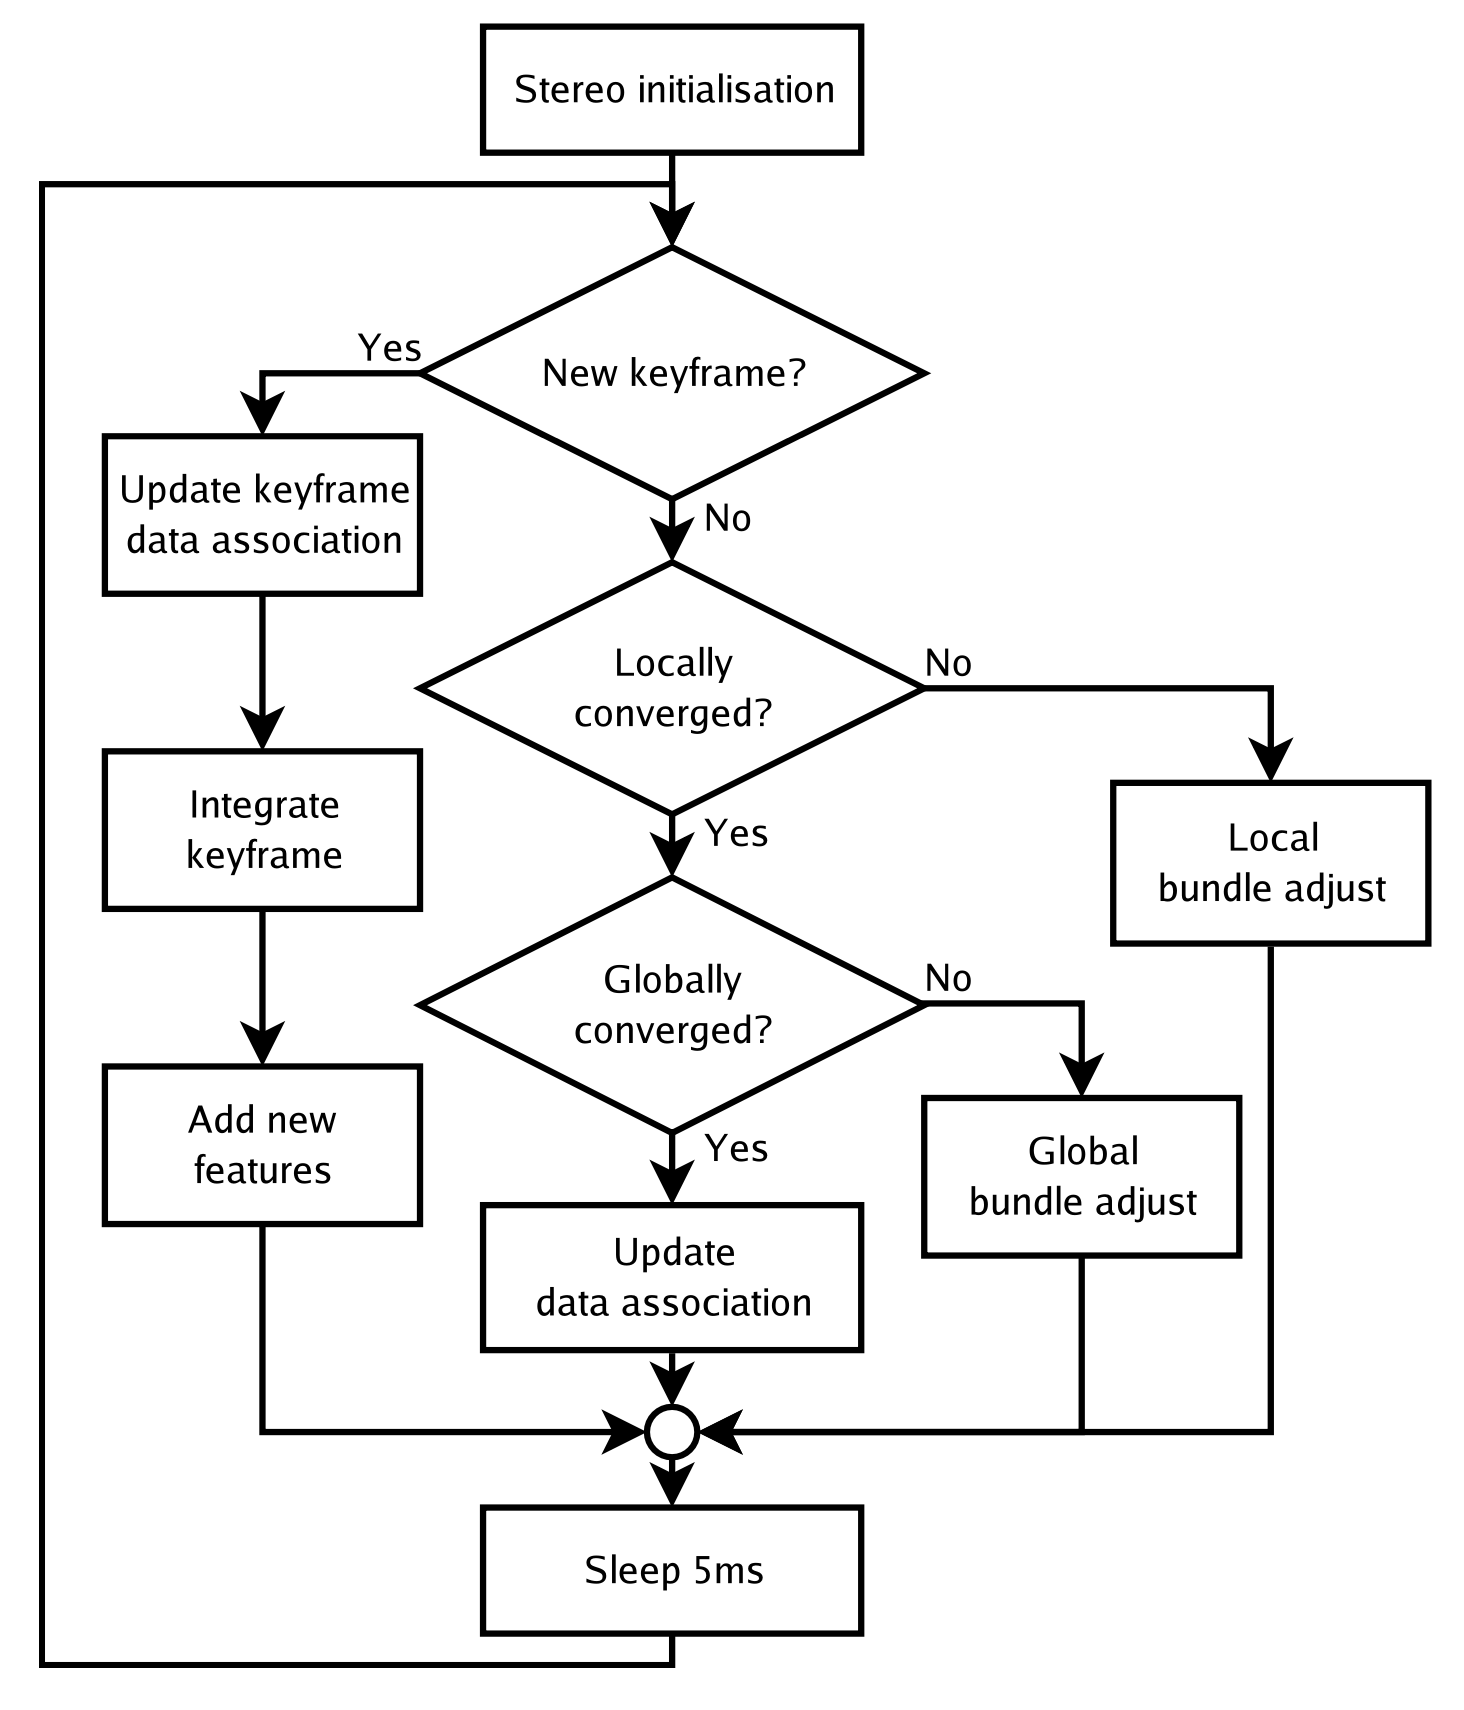 Stereo initialisation
Yes
New keyframe?
Update keyframe
data association
No
Locally
converged?
No
Integrate
keyframe
Yes
Local
bundle adjust
Globally
converged?
No
Add new
features
Yes
Global
bundle adjust
Update
data association
Sleep 5ms